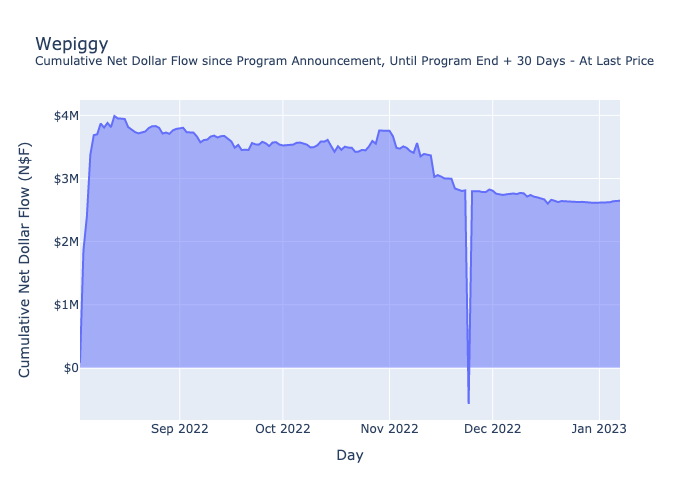 Wepiggy
Cumulative Net Dollar Flow since Program Announcement, Until Program End + 30 Days - At Last Price
Cumulative Net Dollar Flow (N$F)
$4M
$3M
$2M
$1M
$0
Sep 2022
Oct 2022
Nov 2022
Dec 2022
Jan 2023
Day